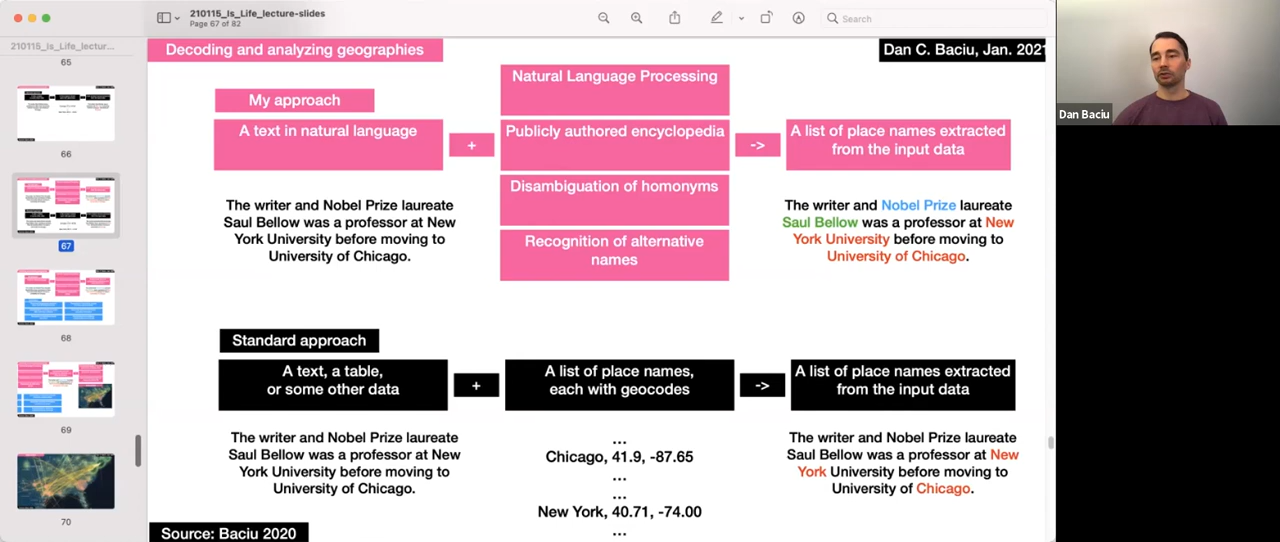 210115_Is_Life_lecture-slides
Page 67 of 82
Search
210115_Is_Life_lectur...
65
66
67
68
69
70
Decoding and analyzing geographies
Dan C. Baciu, Jan. 2021
My approach
A text in natural language
+
Natural Language Processing
Publicly authored encyclopedia
Disambiguation of homonyms
Recognition of alternative
names
->
A list of place names extracted
from the input data
The writer and Nobel Prize laureate
Saul Bellow was a professor at New
York University before moving to
University of Chicago.
The writer and Nobel Prize laureate
Saul Bellow was a professor at New
York University before moving to
University of Chicago.
Standard approach
A text, a table,
or some other data
+
A list of place names,
each with geocodes
->
A list of place names extracted
from the input data
The writer and Nobel Prize laureate
Saul Bellow was a professor at New
York University before moving to
University of Chicago.
...
Chicago, 41.9, -87.65
...
...
New York, 40.71, -74.00
...
The writer and Nobel Prize laureate
Saul Bellow was a professor at New
York University before moving to
University of Chicago.
Source: Baciu 2020
Dan Baciu